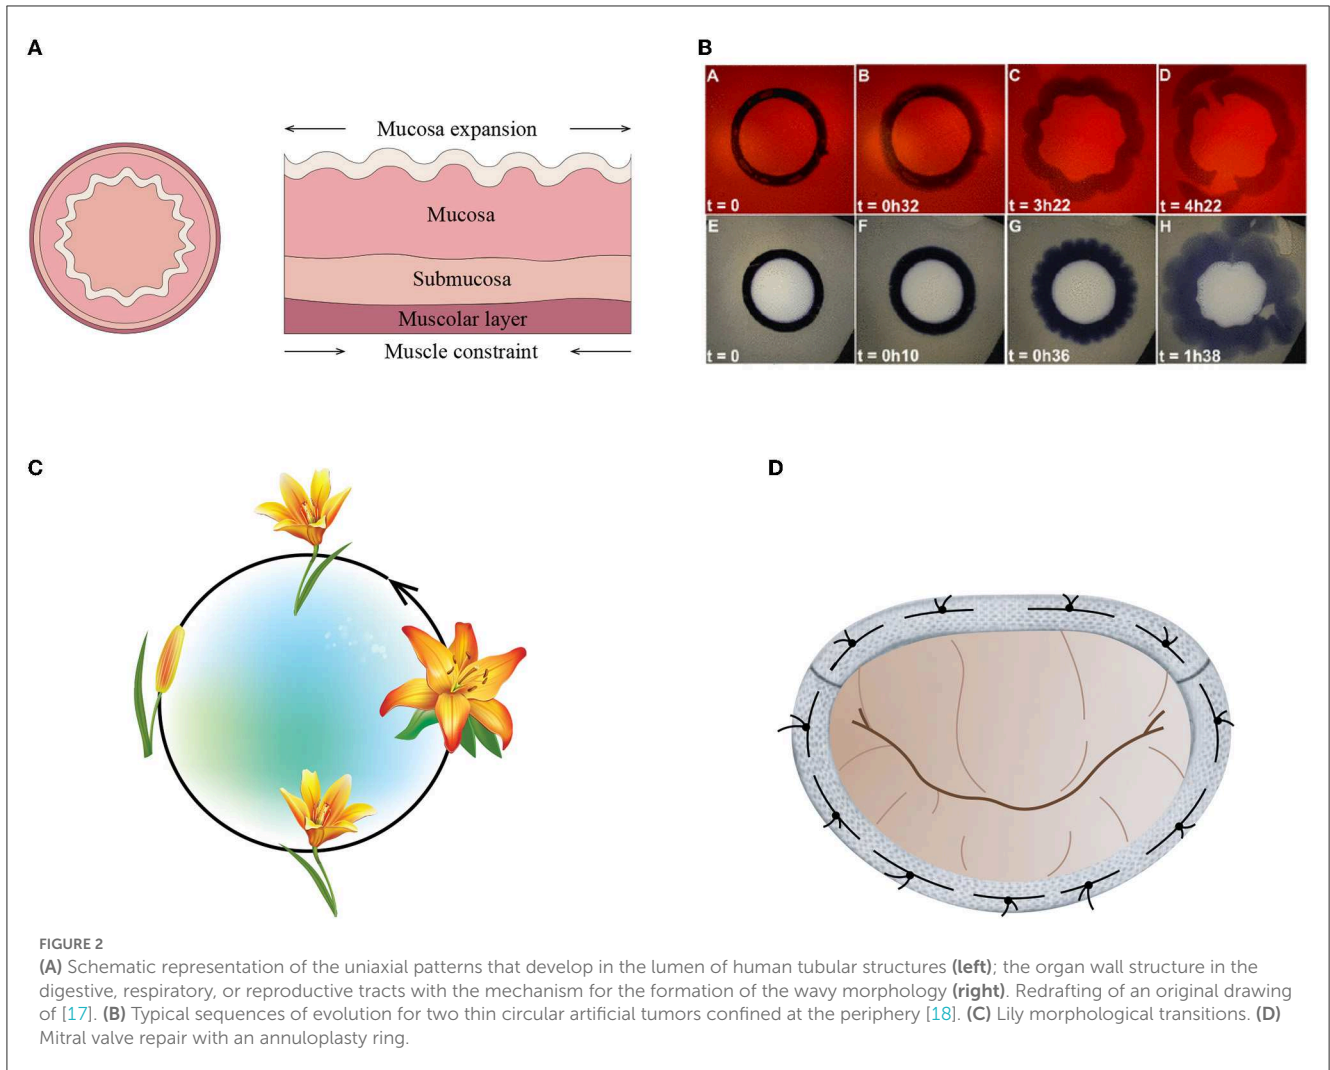 A
B
Mucosa expansion
Mucosa
Submucosa
Muscolar layer
Muscle constraint
A
B
C
D
t = 0
t = 0h32
t = 3h22
t = 4h22
E
F
G
H
t = 0
t = 0h10
t = 0h36
t = 1h38
C
D
FIGURE 2
(A) Schematic representation of the uniaxial patterns that develop in the lumen of human tubular structures (left); the organ wall structure in the
digestive, respiratory, or reproductive tracts with the mechanism for the formation of the wavy morphology (right). Redrafting of an original drawing
of [17]. (B) Typical sequences of evolution for two thin circular artificial tumors confined at the periphery [18]. (C) Lily morphological transitions. (D)
Mitral valve repair with an annuloplasty ring.